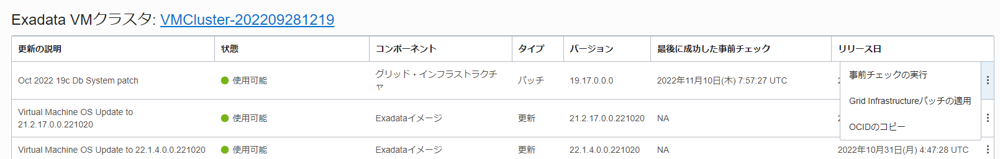 Exadata VMクラスタ: VMCluster-202209281219
更新の説明 状態 コンポーネント タイプ バージョン 最後に成功した事前チェック リリース日
Oct 2022 19c Db System patch 使用可能 グリッド・インフラストラクチ
ャ パッチ 19.17.0.0.0 2022年11月10日(木) 7:57:27 UTC
事前チェックの実行
Grid Infrastructureパッチの適用
OCIDのコピー
Virtual Machine OS Update to
21.2.17.0.0.221020 使用可能 Exadataイメージ 更新 21.2.17.0.0.221020 NA
Virtual Machine OS Update to 22.1.4.0.0.221020 使用可能 Exadataイメージ 更新 22.1.4.0.0.221020 NA 2022年10月31日(月) 4:47:28 UTC